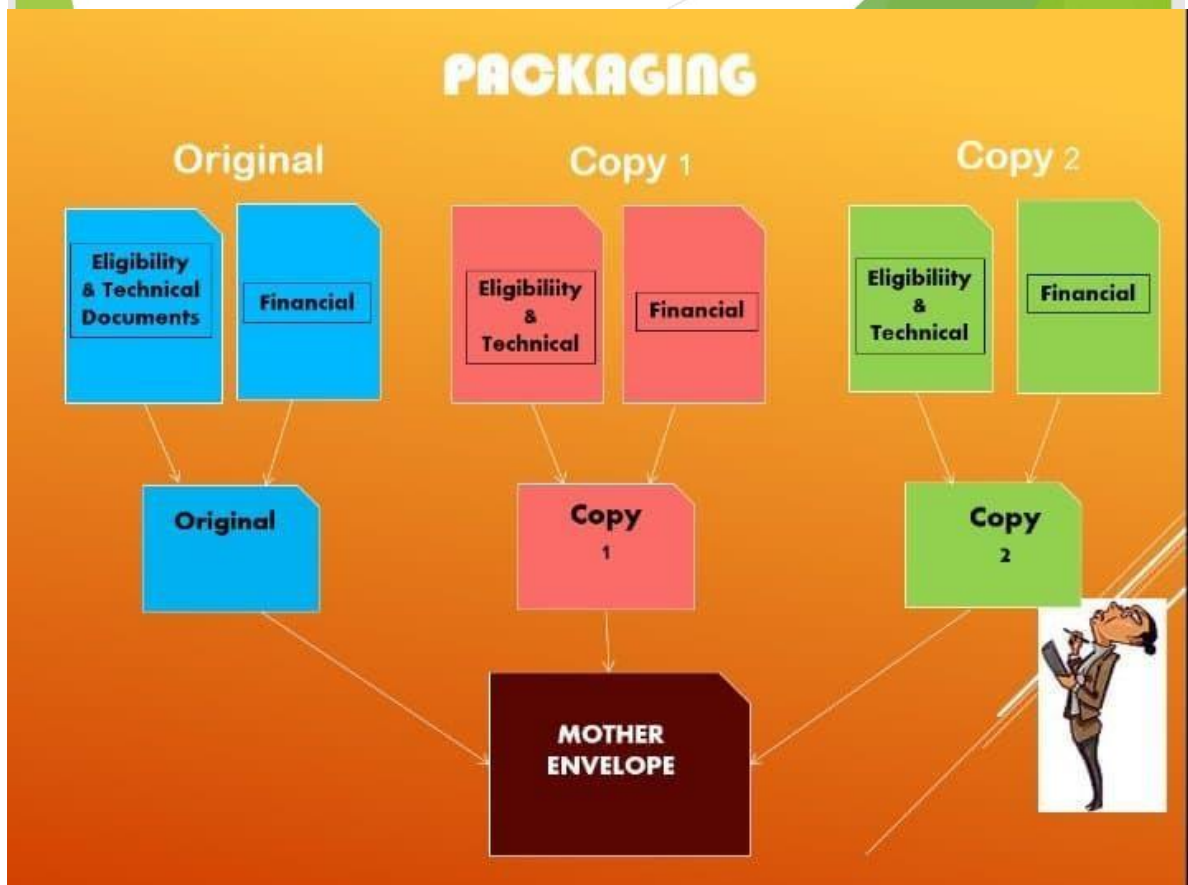 PACKAGING
Original
Copy 1
Copy 2
Eligibility
& Technical
Documents
Financial
Eligibiliity
&
Technical
Financial
Eligibiliity
&
Technical
Financial
Original
Copy
1
Copy
2
MOTHER
ENVELOPE